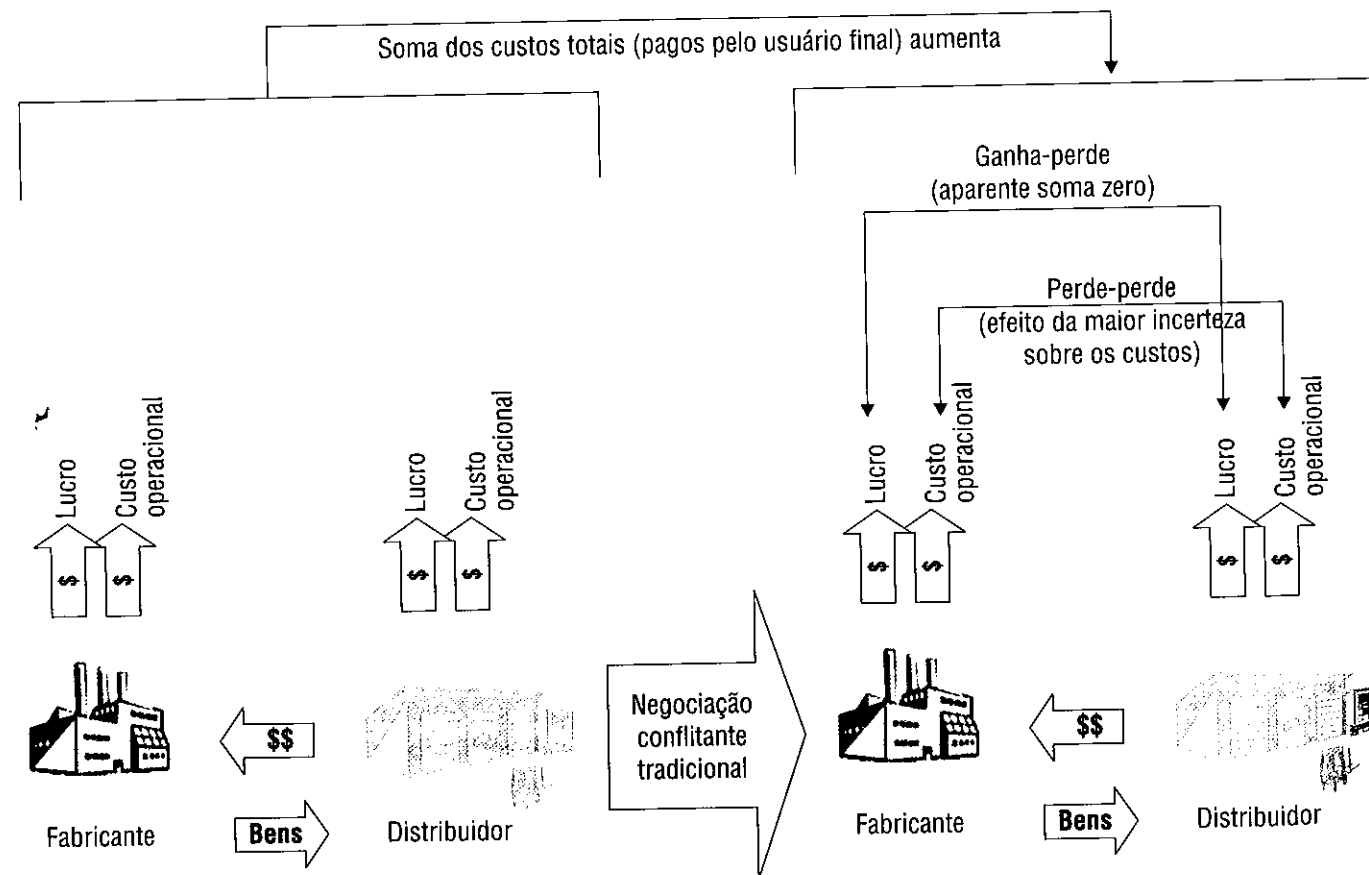 Soma dos custos totais (pagos pelo usuário final) aumenta
Ganha-perde
(aparente soma zero)
Perde-perde
(efeito da maior incerteza
sobre os custos)
Lucro
Custo
operacional
Lucro
Custo
operacional
Lucro
Custo
operacional
Lucro
Custo
operacional
$
$
$
$
$
$
$
$
$$
Negociação
conflitante
tradicional
$$
Fabricante
Bens
Distribuidor
Fabricante
Bens
Distribuidor